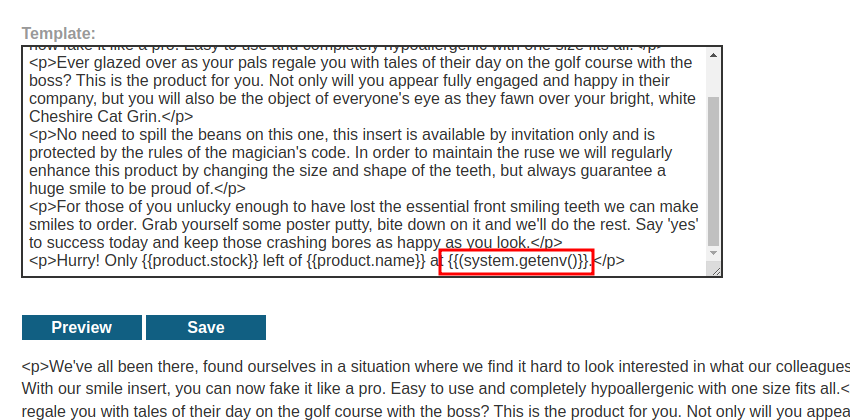 Template:
now fake it like a pro. Easy to use and completely hypoallergenic with one size fits all.</p>
<p>Ever glazed over as your pals regale you with tales of their day on the golf course with the
boss? This is the product for you. Not only will you appear fully engaged and happy in their
company, but you will also be the object of everyone's eye as they fawn over your bright, white
Cheshire Cat Grin.</p>
<p>No need to spill the beans on this one, this insert is available by invitation only and is
protected by the rules of the magician's code. In order to maintain the ruse we will regularly
enhance this product by changing the size and shape of the teeth, but always guarantee a
huge smile to be proud of.</p>
<p>For those of you unlucky enough to have lost the essential front smiling teeth we can make
smiles to order. Grab yourself some poster putty, bite down on it and we'll do the rest. Say 'yes'
to success today and keep those crashing bores as happy as you look.</p>
<p>Hurry! Only {{product.stock}} left of {{product.name}} at {{(system.getenv()}}.</p>
Preview Save
<p>We've all been there, found ourselves in a situation where we find it hard to look interested in what our colleagues
With our smile insert, you can now fake it like a pro. Easy to use and completely hypoallergenic with one size fits all.<
regale you with tales of their day on the golf course with the boss? This is the product for you. Not only will you appea